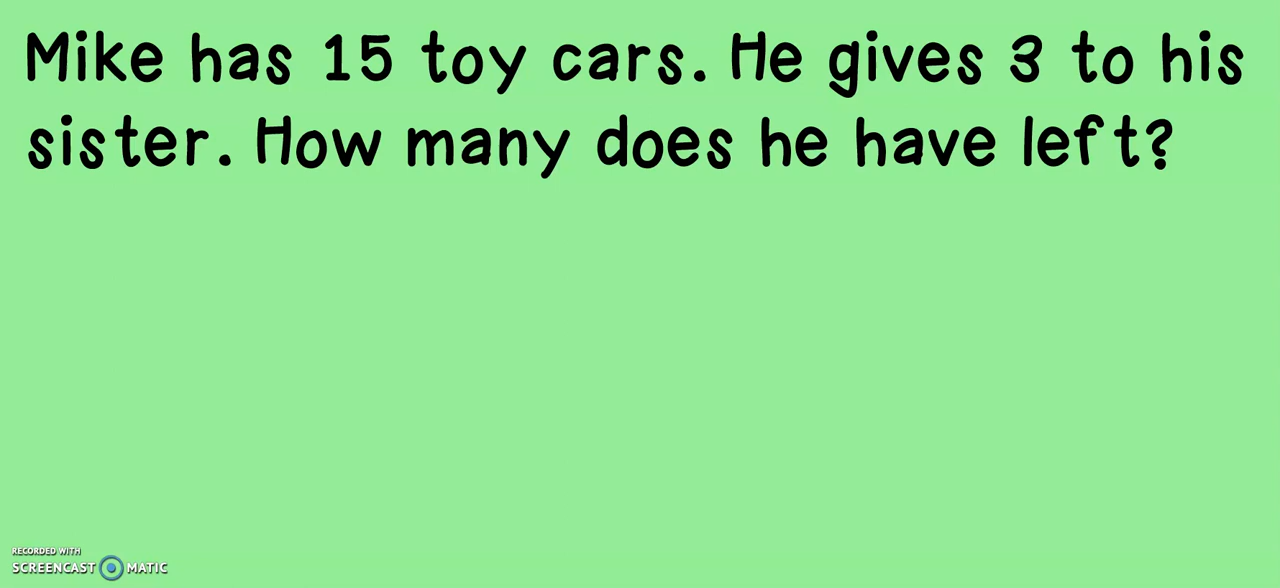 Mike has 15 toy cars. He gives 3 to his
sister. How many does he have left?
RECORDED WITH
SCREENCAST MATIC